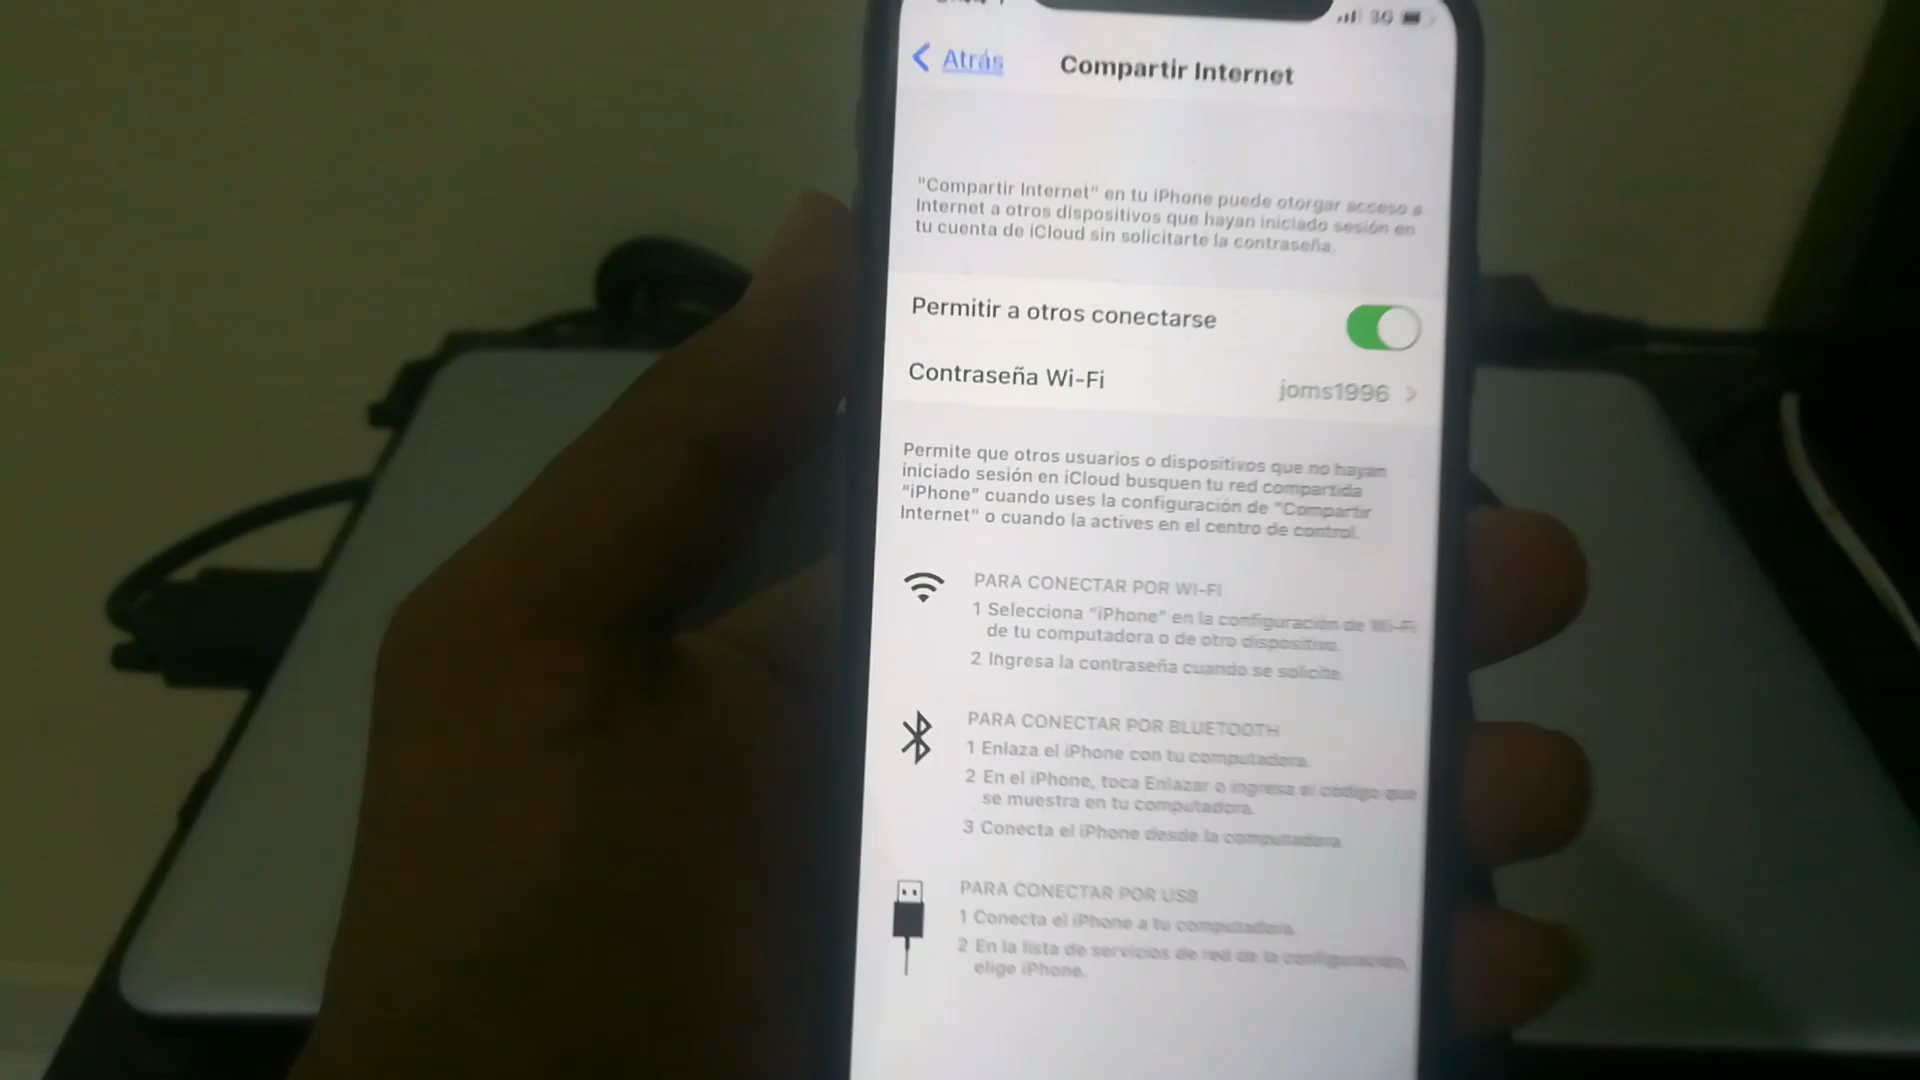 3G
Atrás
Compartir Internet
"Compartir Internet" en tu iPhone puede otorgar acceso a
Internet a otros dispositivos que hayan iniciado sesión en
tu cuenta de iCloud sin solicitarte la contraseña.
Permitir a otros conectarse
Contraseña Wi-Fi
joms1996
Permite que otros usuarios o dispositivos que no hayan
iniciado sesión en iCloud busquen tu red compartida
"iPhone" cuando uses la configuración de "Compartir
Internet" o cuando la actives en el centro de control.
PARA CONECTAR POR WI-FI
1 Selecciona "iPhone" en la configuración de Wi-Fi
de tu computadora o de otro dispositivo.
2 Ingresa la contraseña cuando se solicite.
PARA CONECTAR POR BLUETOOTH
1 Enlaza el iPhone con tu computadora.
2 En el iPhone, toca Enlazar o ingresa el código que
se muestra en tu computadora.
3 Conecta el iPhone desde la computadora.
PARA CONECTAR POR USB
1 Conecta el iPhone a tu computadora.
2 En la lista de servicios de red de la configuración,
elige iPhone.